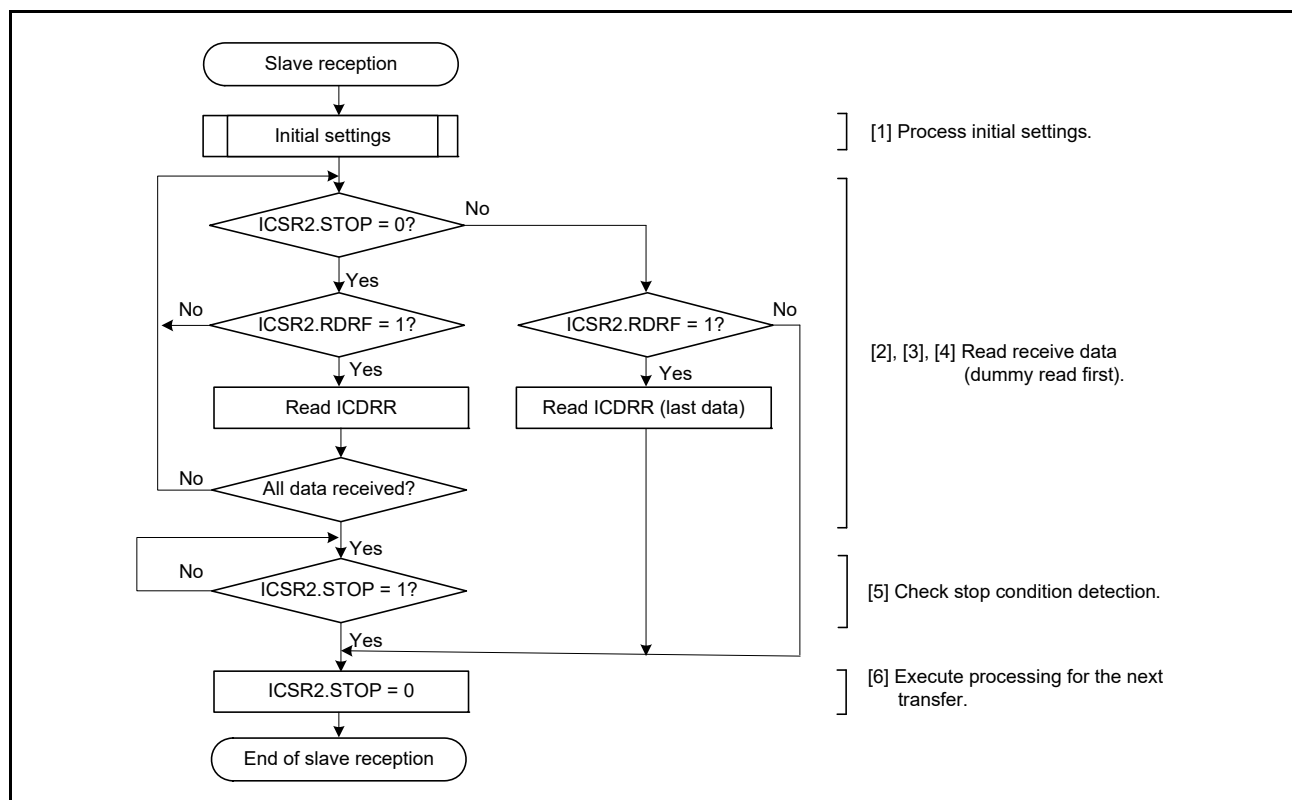 Slave reception
Initial settings
[1] Process initial settings.
ICSR2.STOP = 0?
No
Yes
No
ICSR2.RDRF = 1?
ICSR2.RDRF = 1?
No
[2], [3], [4] Read receive data
(dummy read first).
Yes
Yes
Read ICDRR
Read ICDRR (last data)
No
All data received?
Yes
No
ICSR2.STOP = 1?
[5] Check stop condition detection.
Yes
ICSR2.STOP = 0
[6] Execute processing for the next
transfer.
End of slave reception